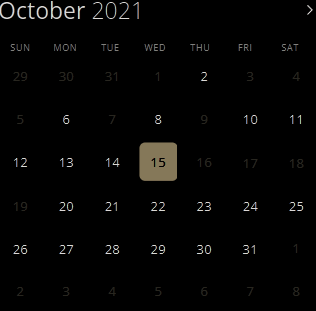 October 2021
SUN MON TUE WED THU FRI SAT
29 30 31 1 2 3 4
5 6 7 8 9 10 11
12 13 14 15 16 17 18
19 20 21 22 23 24 25
26 27 28 29 30 31 1
2 3 4 5 6 7 8